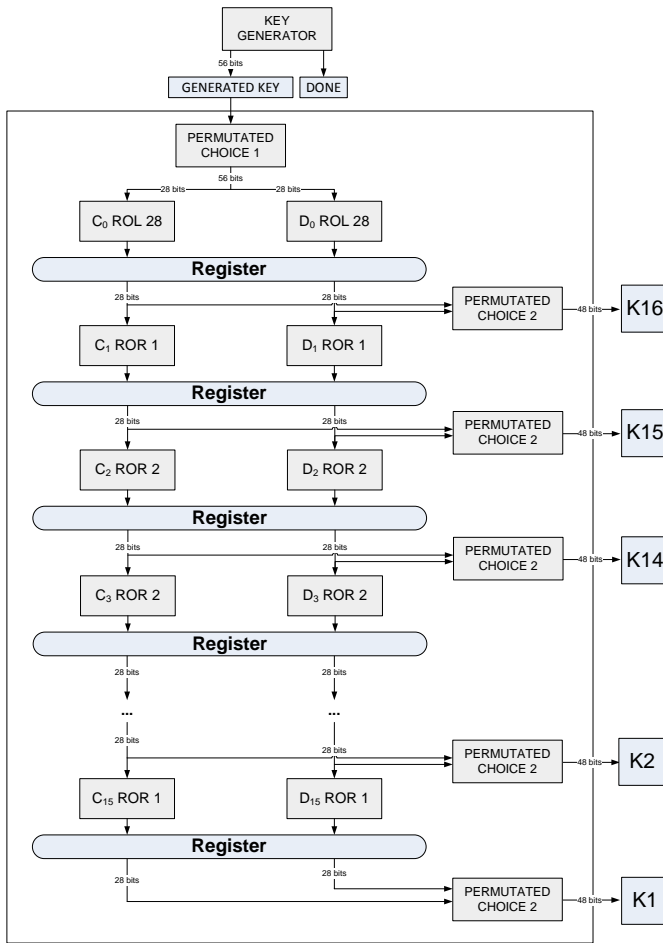 KEY
GENERATOR
56 bits
GENERATED KEY
DONE
PERMUTATED
CHOICE 1
56 bits
28 bits
28 bits
C₀ ROL 28
D₀ ROL 28
Register
28 bits
28 bits
PERMUTATED
CHOICE 2
48 bits
K16
C₁ ROR 1
D₁ ROR 1
Register
28 bits
28 bits
PERMUTATED
CHOICE 2
48 bits
K15
C₂ ROR 2
D₂ ROR 2
Register
28 bits
28 bits
PERMUTATED
CHOICE 2
48 bits
K14
C₃ ROR 2
D₃ ROR 2
Register
28 bits
28 bits
...
...
28 bits
28 bits
PERMUTATED
CHOICE 2
48 bits
K2
C₁₅ ROR 1
D₁₅ ROR 1
Register
28 bits
28 bits
PERMUTATED
CHOICE 2
48 bits
K1